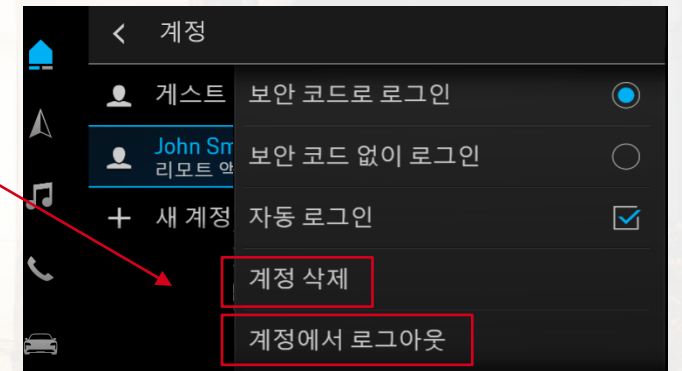 계정
게스트
보안 코드로 로그인
John Sm
리모트 액
보안 코드 없이 로그인
새 계정
자동 로그인
계정 삭제
계정에서 로그아웃